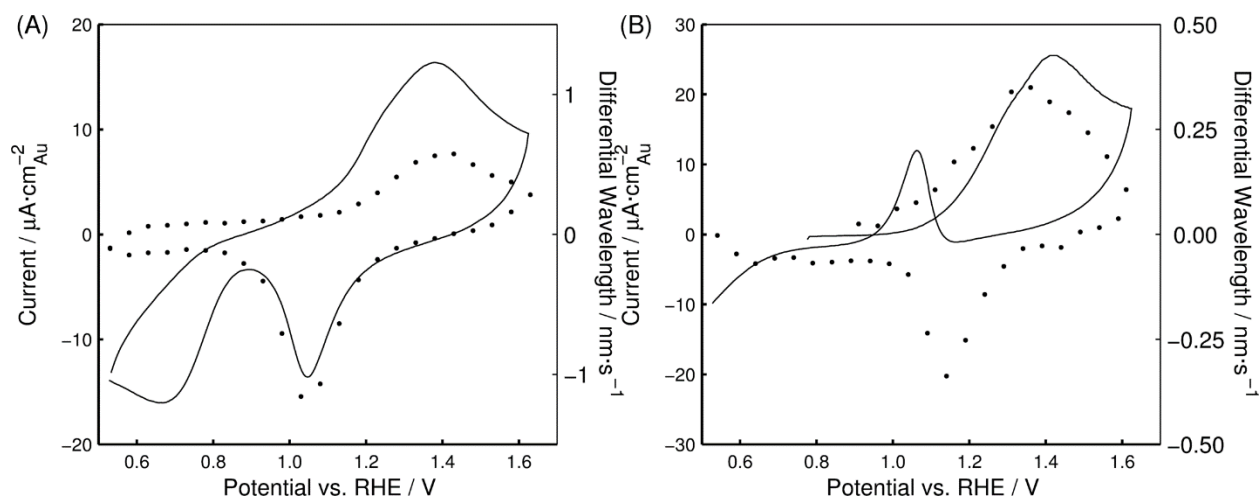 (A)
20
10
0
−10
−20
Current / µA·cm−2Au
1
0
−1
Differential Wavelength / nm·s−1
0.6 0.8 1.0 1.2 1.4 1.6
Potential vs. RHE / V
(B)
30
20
10
0
−10
−20
−30
Current / µA·cm−2Au
0.50
0.25
0.00
−0.25
−0.50
Differential Wavelength / nm·s−1
0.6 0.8 1.0 1.2 1.4 1.6
Potential vs. RHE / V